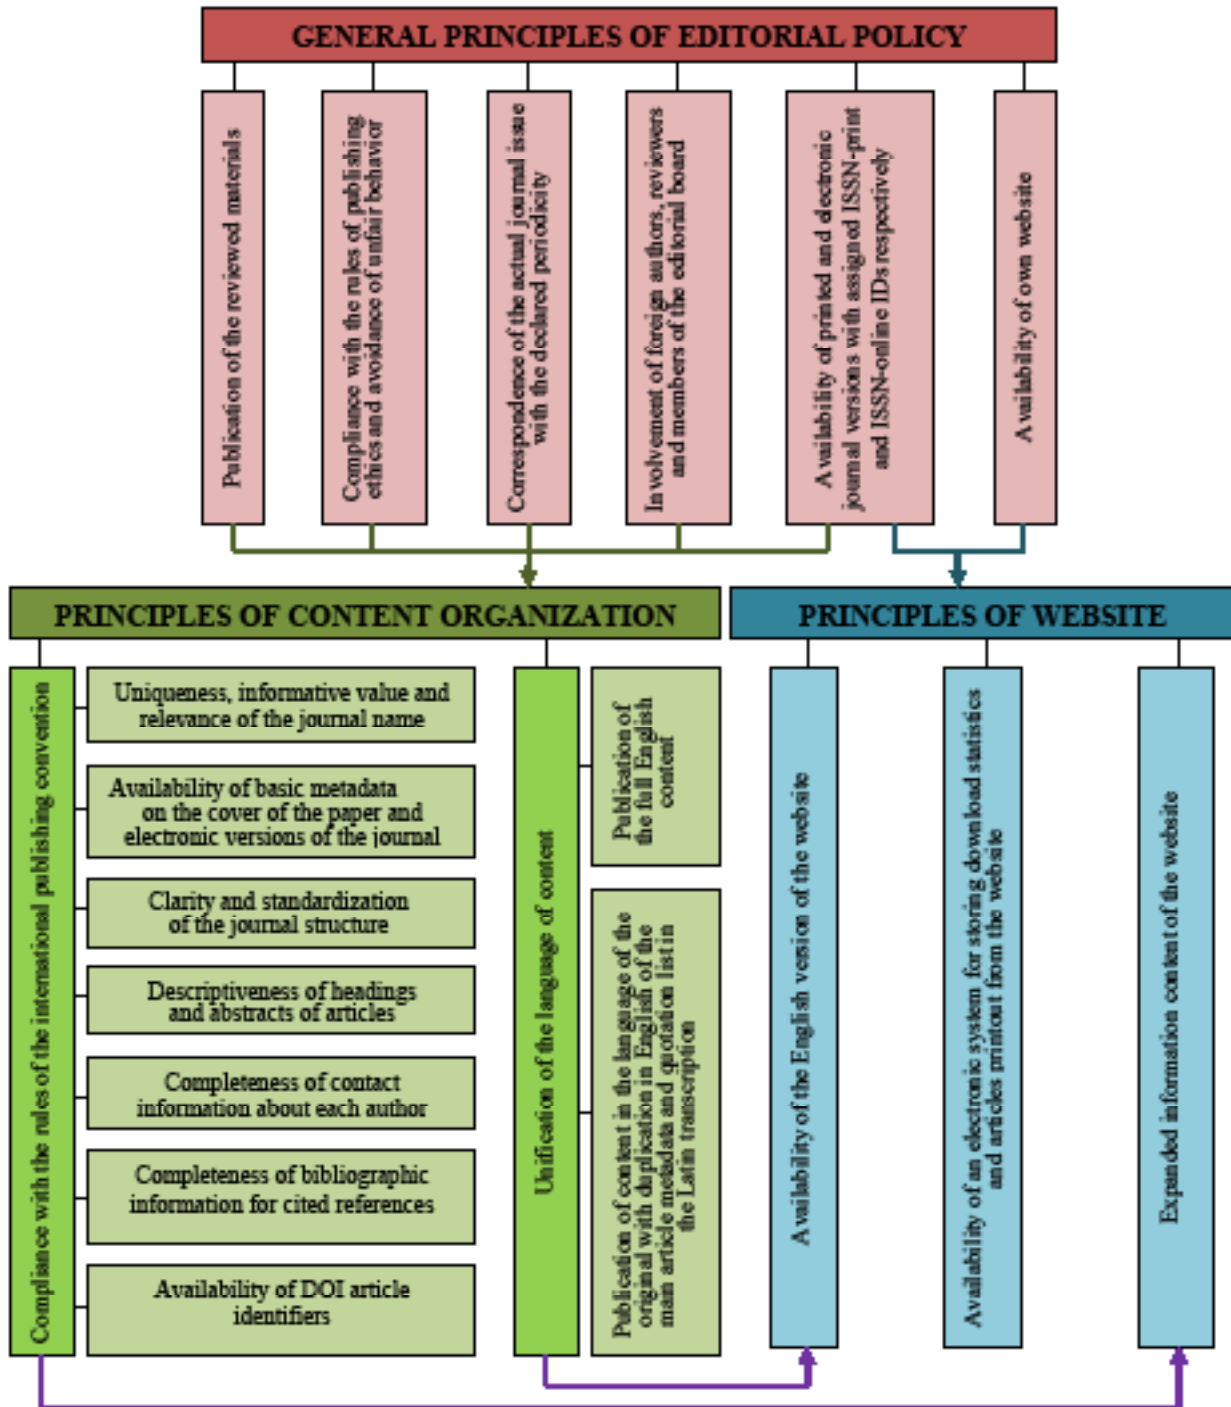 GENERAL PRINCIPLES OF EDITORIAL POLICY
Publication of the reviewed materials
Compliance with the rules of publishing
ethics and avoidance of unfair behavior
Correspondence of the actual journal issue
with the declared periodicity
Involvement of foreign authors, reviewers
and members of the editorial board
Availability of printed and electronic
journal versions with assigned ISSN-print
and ISSN-online IDs respectively
Availability of own website
PRINCIPLES OF CONTENT ORGANIZATION
Compliance with the rules of the international publishing convention
Uniqueness, informative value and
relevance of the journal name
Availability of basic metadata
on the cover of the paper and
electronic versions of the journal
Clarity and standardization
of the journal structure
Descriptiveness of headings
and abstracts of articles
Completeness of contact
information about each author
Completeness of bibliographic
information for cited references
Availability of DOI article
identifiers
Unification of the language of content
Publication of
the full English
content
Publication of content in the language of the
original with duplication in English of the
main article metadata and quotation list in
the Latin transcription
PRINCIPLES OF WEBSITE
Availability of the English version of the website
Availability of an electronic system for storing download statistics
and articles printout from the website
Expanded information content of the website